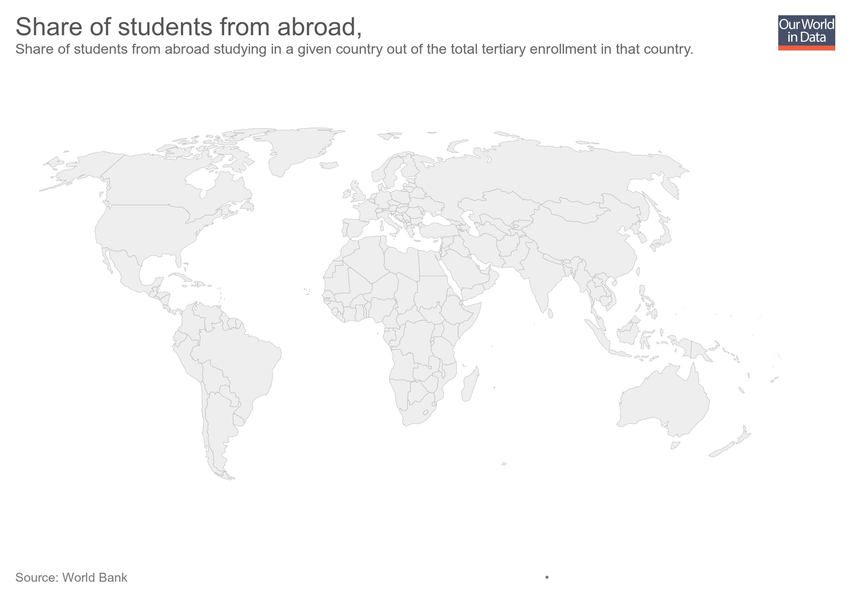 Share of students from abroad,
Share of students from abroad studying in a given country out of the total tertiary enrollment in that country.
Our World
in Data
Source: World Bank
•